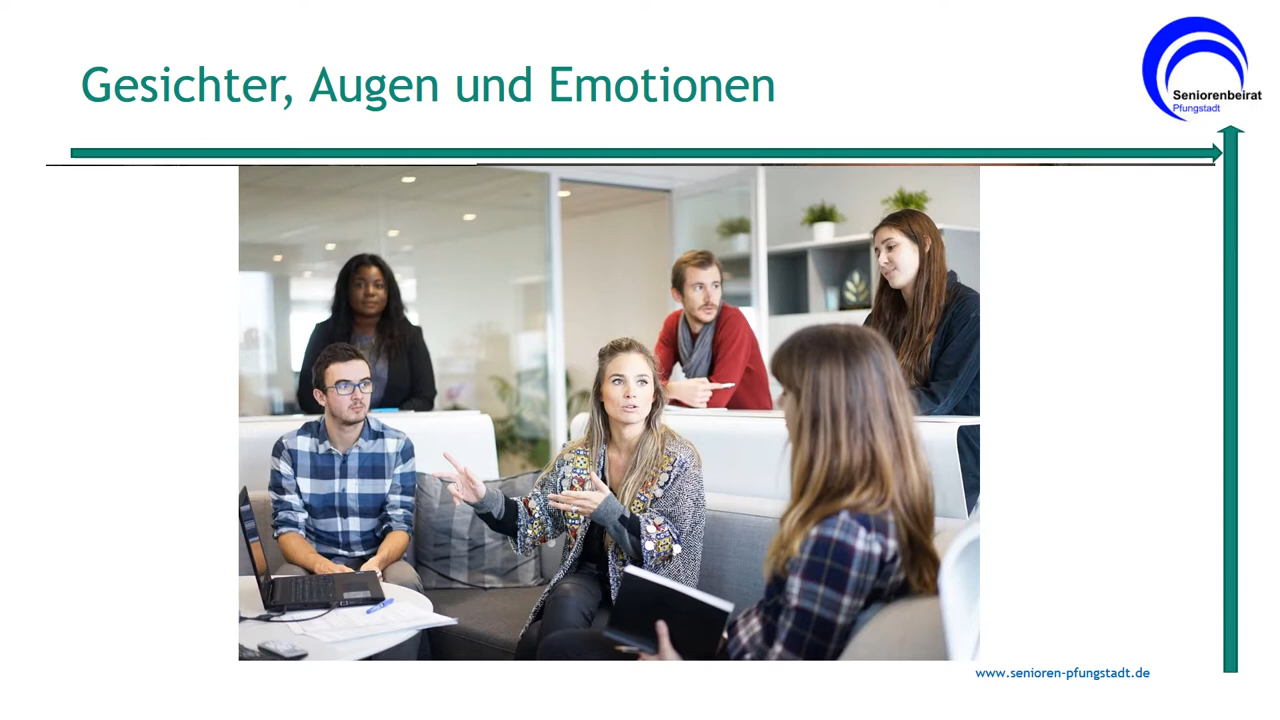 Gesichter, Augen und Emotionen
Seniorenbeirat
Pfungstadt
www.senioren-pfungstadt.de